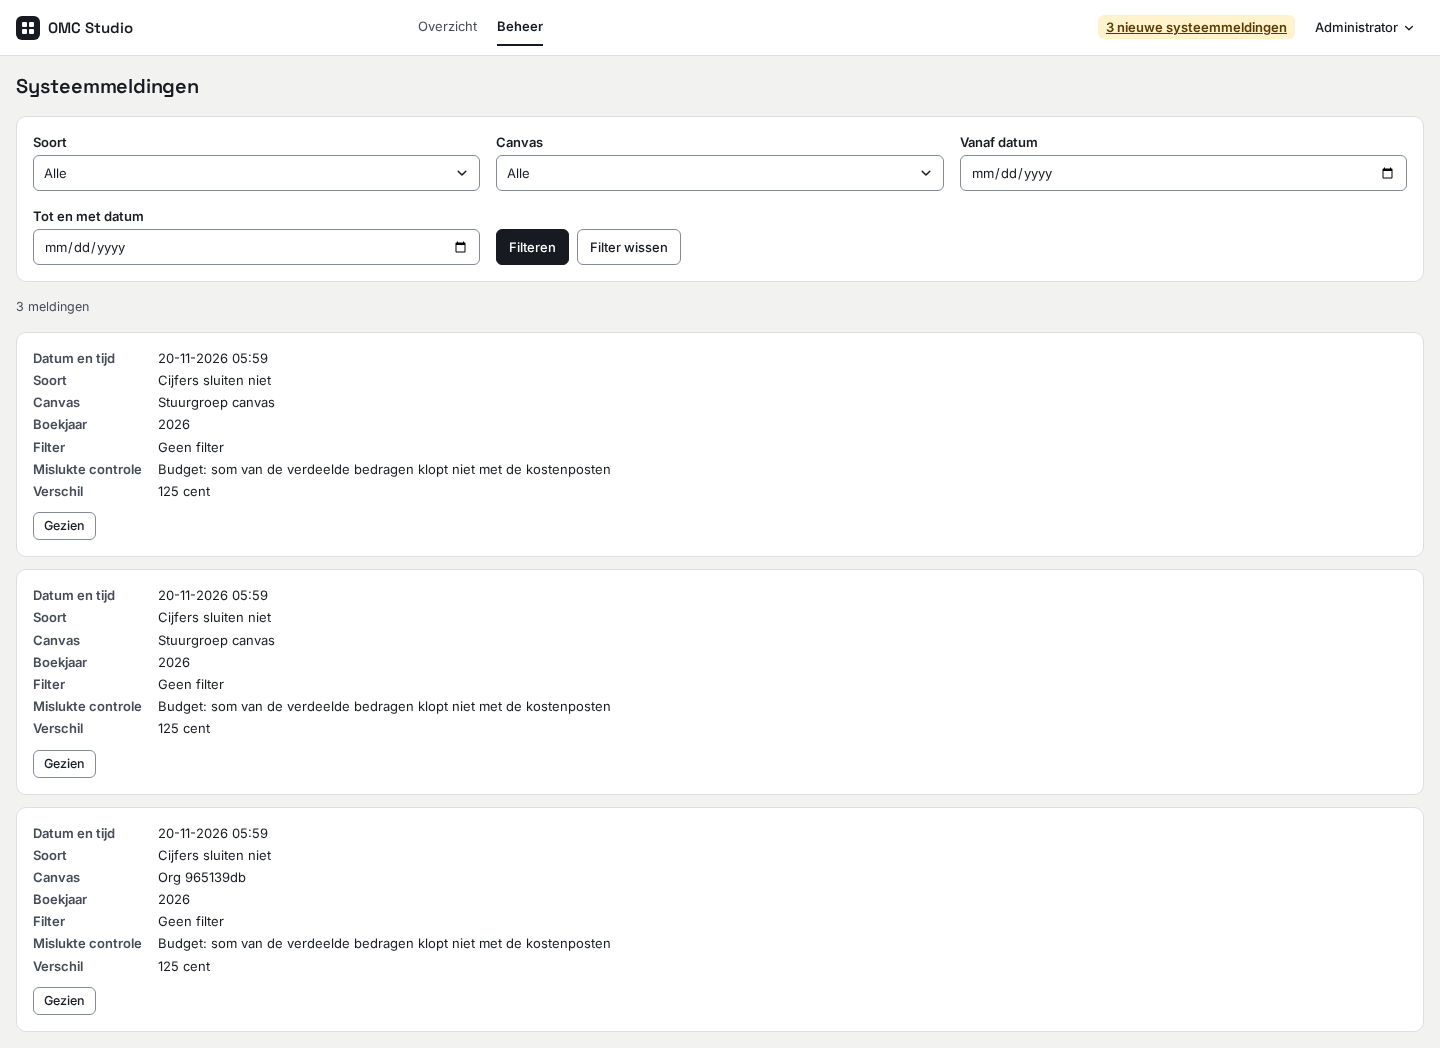 OMC Studio
Overzicht
Beheer
3 nieuwe systeemmeldingen
Administrator
Systeemmeldingen
Soort
Canvas
Vanaf datum
Alle
Alle
mm/dd/yyyy
Tot en met datum
mm/dd/yyyy
Filteren
Filter wissen
3 meldingen
Datum en tijd 20-11-2026 05:59
Soort Cijfers sluiten niet
Canvas Stuurgroep canvas
Boekjaar 2026
Filter Geen filter
Mislukte controle Budget: som van de verdeelde bedragen klopt niet met de kostenposten
Verschil 125 cent
Gezien
Datum en tijd 20-11-2026 05:59
Soort Cijfers sluiten niet
Canvas Stuurgroep canvas
Boekjaar 2026
Filter Geen filter
Mislukte controle Budget: som van de verdeelde bedragen klopt niet met de kostenposten
Verschil 125 cent
Gezien
Datum en tijd 20-11-2026 05:59
Soort Cijfers sluiten niet
Canvas Org 965139db
Boekjaar 2026
Filter Geen filter
Mislukte controle Budget: som van de verdeelde bedragen klopt niet met de kostenposten
Verschil 125 cent
Gezien